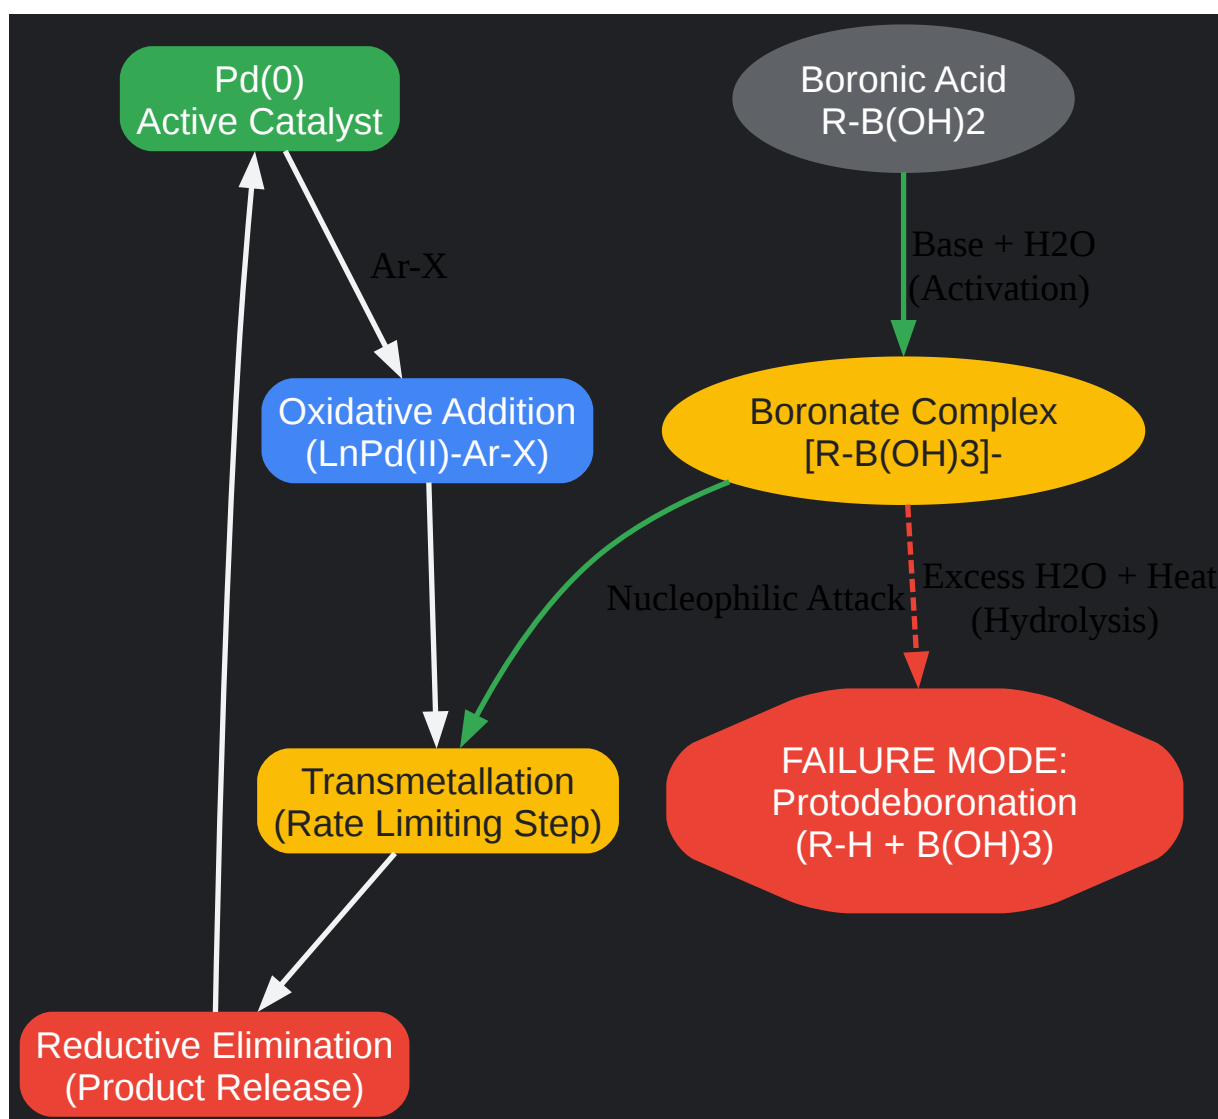 Pd(0)
Active Catalyst
Boronic Acid
R-B(OH)2
Ar-X
Base + H2O
(Activation)
Oxidative Addition
(LnPd(II)-Ar-X)
Boronate Complex
[R-B(OH)3]-
Nucleophilic Attack
Excess H2O + Heat
(Hydrolysis)
Transmetallation
(Rate Limiting Step)
FAILURE MODE:
Protodeboronation
(R-H + B(OH)3)
Reductive Elimination
(Product Release)